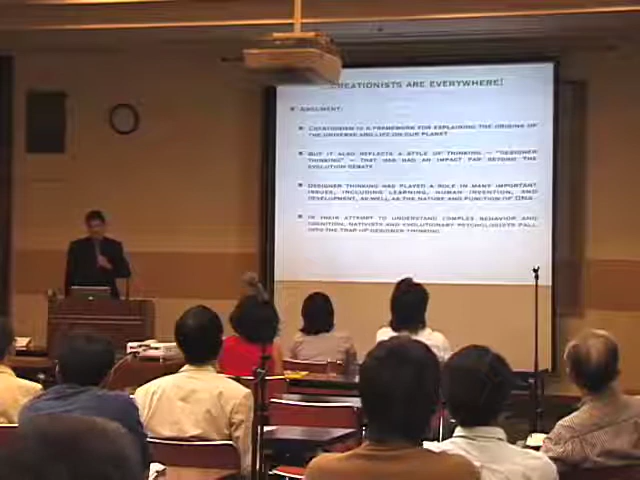 CREATIONISTS ARE EVERYWHERE!
ARGUMENT:
CREATIONISM IS A FRAMEWORK FOR EXPLAINING THE ORIGINS OF
THE UNIVERSE AND LIFE ON OUR PLANET
BUT IT ALSO REFLECTS A STYLE OF THINKING – "DESIGNER
THINKING" – THAT HAS HAD AN IMPACT FAR BEYOND THE
EVOLUTION DEBATE
DESIGNER THINKING HAS PLAYED A ROLE IN MANY IMPORTANT
ISSUES, INCLUDING LEARNING, HUMAN INVENTION, AND
DEVELOPMENT, AS WELL AS THE NATURE AND FUNCTION OF DNA
IN THEIR ATTEMPT TO UNDERSTAND COMPLEX BEHAVIOR AND
COGNITION, NATIVISTS AND EVOLUTIONARY PSYCHOLOGISTS FALL
INTO THE TRAP OF DESIGNER THINKING